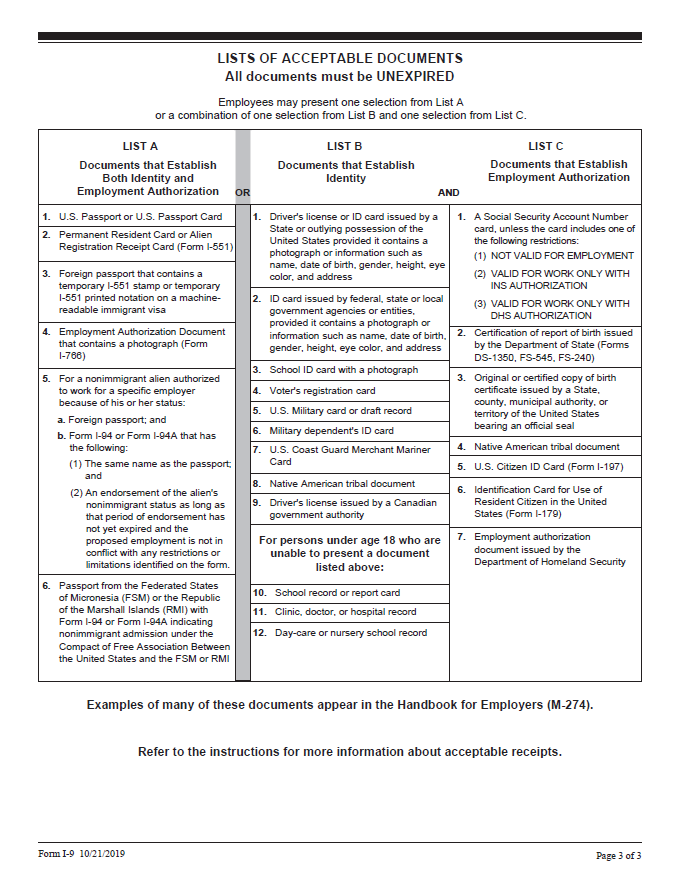 LISTS OF ACCEPTABLE DOCUMENTS
All documents must be UNEXPIRED
Employees may present one selection from List A
or a combination of one selection from List B and one selection from List C.
LIST A
Documents that Establish
Both Identity and
Employment Authorization
OR
LIST B
Documents that Establish
Identity
AND
LIST C
Documents that Establish
Employment Authorization
1. U.S. Passport or U.S. Passport Card
2. Permanent Resident Card or Alien
Registration Receipt Card (Form I-551)
3. Foreign passport that contains a
temporary I-551 stamp or temporary
I-551 printed notation on a machine-
readable immigrant visa
4. Employment Authorization Document
that contains a photograph (Form
I-766)
5. For a nonimmigrant alien authorized
to work for a specific employer
because of his or her status:
a. Foreign passport; and
b. Form I-94 or Form I-94A that has
the following:
(1) The same name as the passport;
and
(2) An endorsement of the alien's
nonimmigrant status as long as
that period of endorsement has
not yet expired and the
proposed employment is not in
conflict with any restrictions or
limitations identified on the form.
6. Passport from the Federated States
of Micronesia (FSM) or the Republic
of the Marshall Islands (RMI) with
Form I-94 or Form I-94A indicating
nonimmigrant admission under the
Compact of Free Association Between
the United States and the FSM or RMI
1. Driver's license or ID card issued by a
State or outlying possession of the
United States provided it contains a
photograph or information such as
name, date of birth, gender, height, eye
color, and address
2. ID card issued by federal, state or local
government agencies or entities,
provided it contains a photograph or
information such as name, date of birth,
gender, height, eye color, and address
3. School ID card with a photograph
4. Voter's registration card
5. U.S. Military card or draft record
6. Military dependent's ID card
7. U.S. Coast Guard Merchant Mariner
Card
8. Native American tribal document
9. Driver's license issued by a Canadian
government authority
For persons under age 18 who are
unable to present a document
listed above:
10. School record or report card
11. Clinic, doctor, or hospital record
12. Day-care or nursery school record
1. A Social Security Account Number
card, unless the card includes one of
the following restrictions:
(1) NOT VALID FOR EMPLOYMENT
(2) VALID FOR WORK ONLY WITH
INS AUTHORIZATION
(3) VALID FOR WORK ONLY WITH
DHS AUTHORIZATION
2. Certification of report of birth issued
by the Department of State (Forms
DS-1350, FS-545, FS-240)
3. Original or certified copy of birth
certificate issued by a State,
county, municipal authority, or
territory of the United States
bearing an official seal
4. Native American tribal document
5. U.S. Citizen ID Card (Form I-197)
6. Identification Card for Use of
Resident Citizen in the United
States (Form I-179)
7. Employment authorization
document issued by the
Department of Homeland Security
Examples of many of these documents appear in the Handbook for Employers (M-274).
Refer to the instructions for more information about acceptable receipts.
Form I-9 10/21/2019
Page 3 of 3